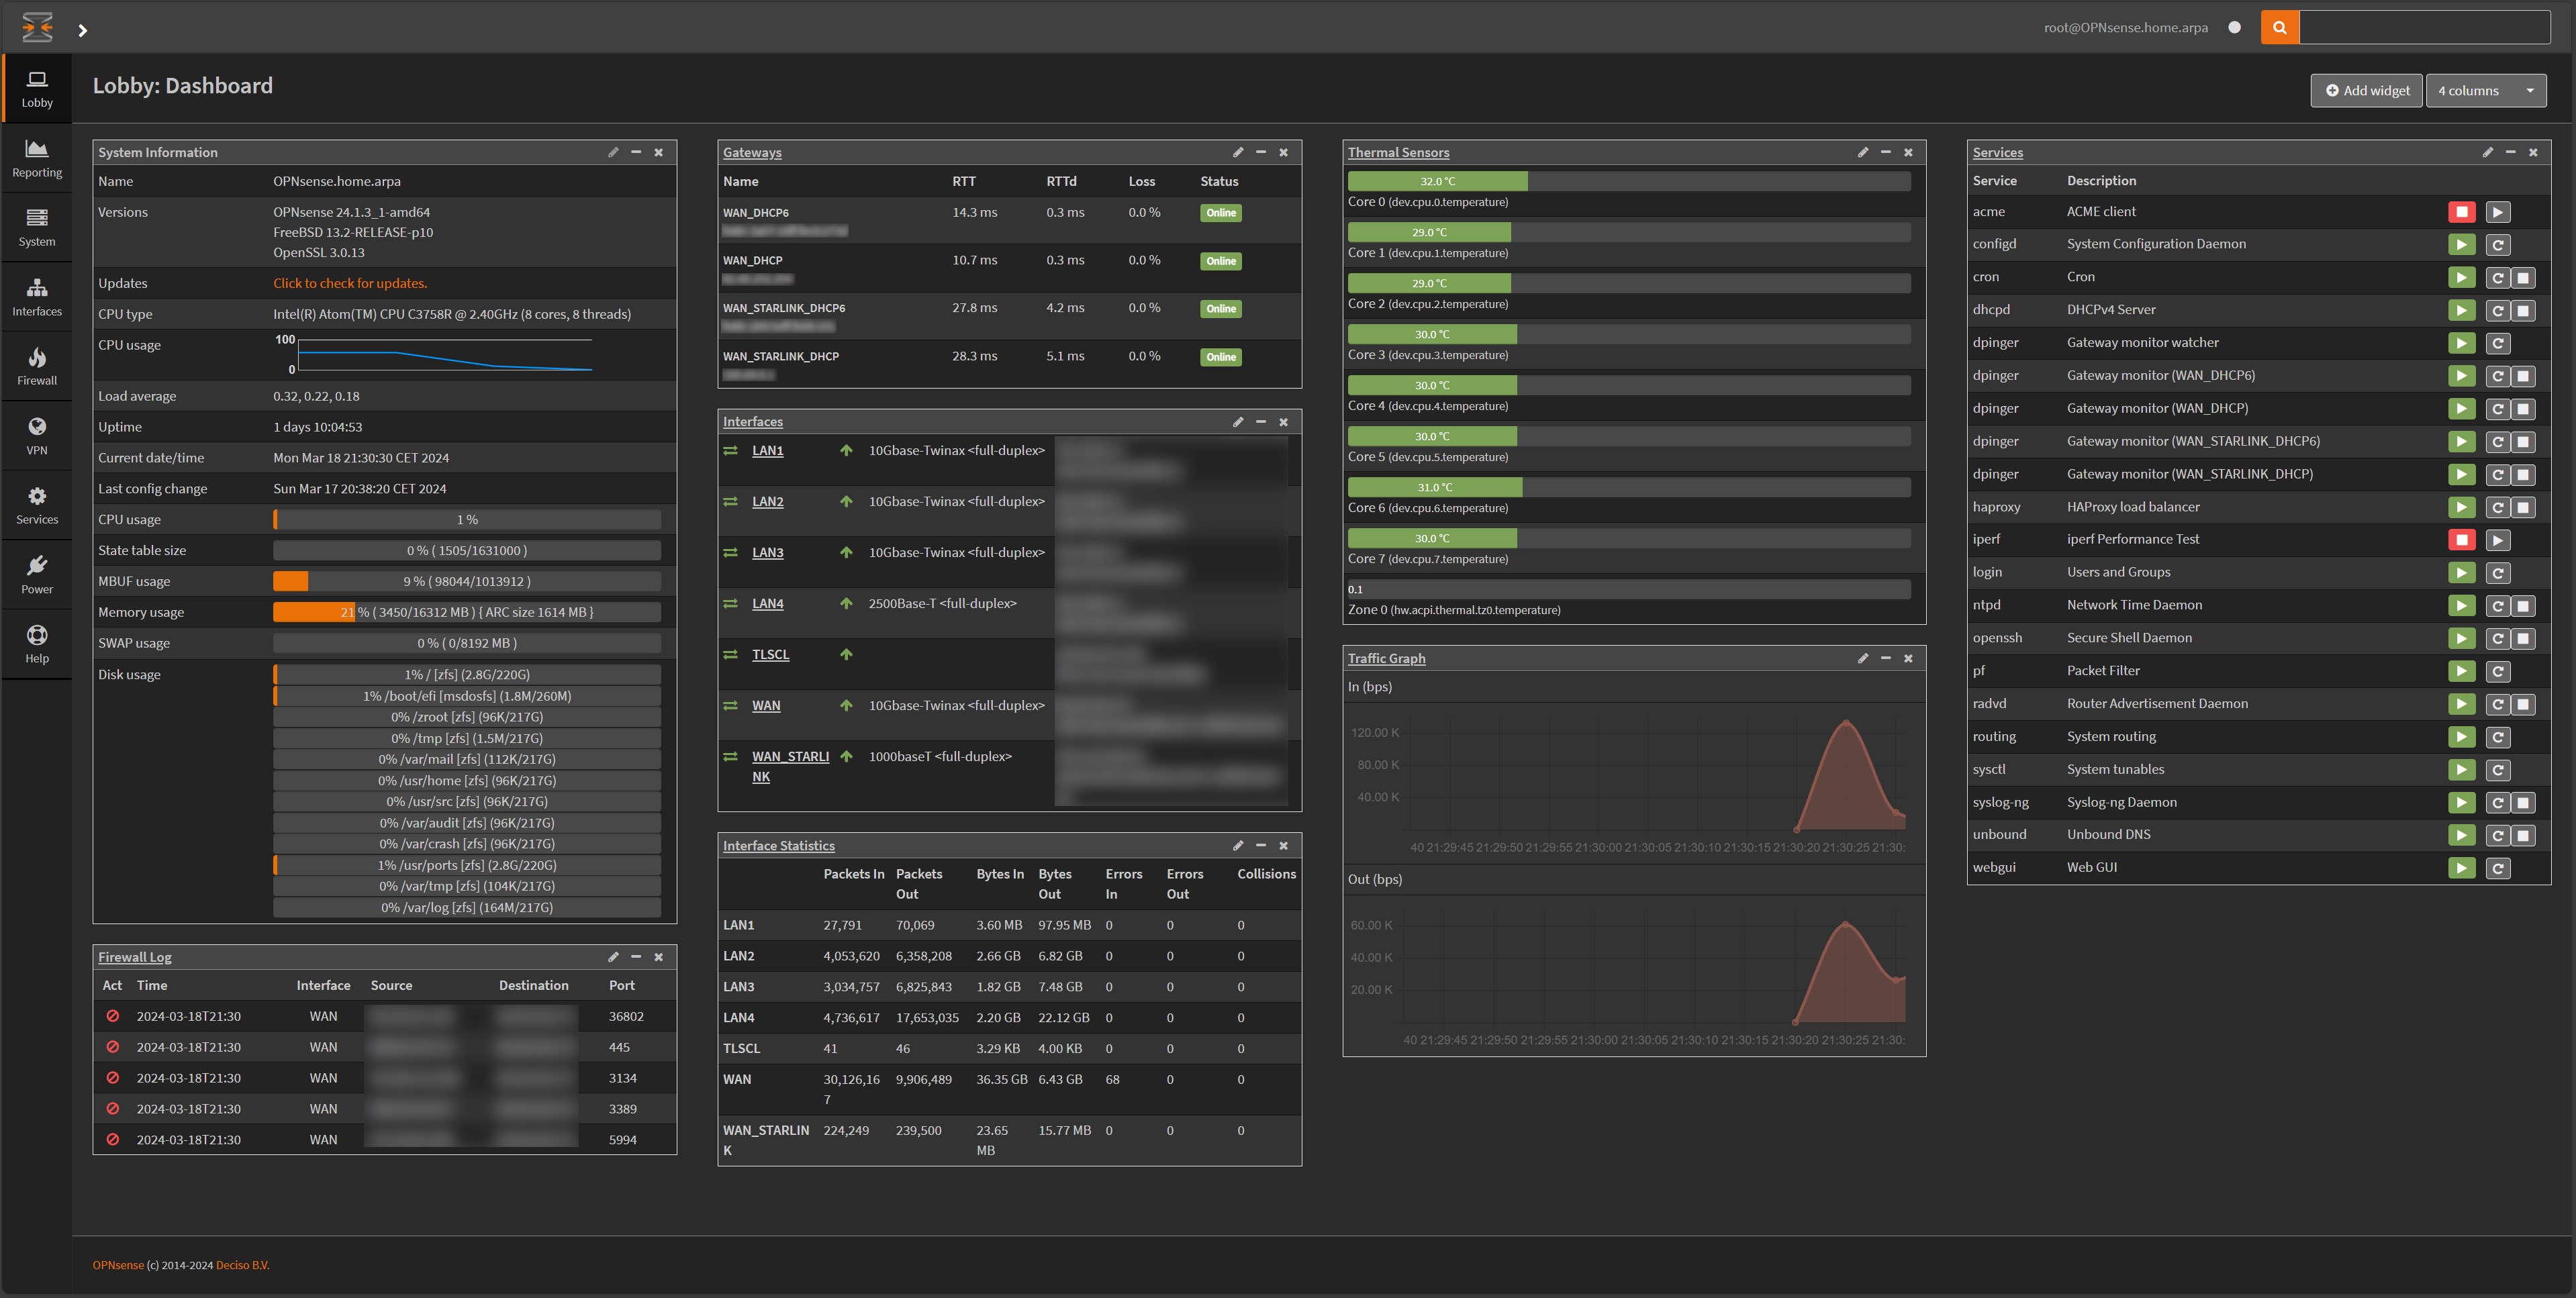 root@OPNsense.home.arpa
Lobby: Dashboard
Add widget
4 columns
Lobby
Reporting
System
Interfaces
Firewall
VPN
Services
Power
Help
System Information
Name OPNsense.home.arpa
Versions OPNsense 24.1.3_1-amd64
FreeBSD 13.2-RELEASE-p10
OpenSSL 3.0.13
Updates Click to check for updates.
CPU type Intel(R) Atom(TM) CPU C3758R @ 2.40GHz (8 cores, 8 threads)
CPU usage 100
0
Load average 0.32, 0.22, 0.18
Uptime 1 days 10:04:53
Current date/time Mon Mar 18 21:30:30 CET 2024
Last config change Sun Mar 17 20:38:20 CET 2024
CPU usage 1 %
State table size 0 % ( 1505/1631000 )
MBUF usage 9 % ( 98044/1013912 )
Memory usage 21 % ( 3450/16312 MB ) { ARC size 1614 MB }
SWAP usage 0 % ( 0/8192 MB )
Disk usage 1% / [zfs] (2.8G/220G)
1% /boot/efi [msdosfs] (1.8M/260M)
0% /zroot [zfs] (96K/217G)
0% /tmp [zfs] (1.5M/217G)
0% /var/mail [zfs] (112K/217G)
0% /usr/home [zfs] (96K/217G)
0% /usr/src [zfs] (96K/217G)
0% /var/audit [zfs] (96K/217G)
0% /var/crash [zfs] (96K/217G)
1% /usr/ports [zfs] (2.8G/220G)
0% /var/tmp [zfs] (104K/217G)
0% /var/log [zfs] (164M/217G)
Firewall Log
Act Time Interface Source Destination Port
2024-03-18T21:30 WAN 36802
2024-03-18T21:30 WAN 445
2024-03-18T21:30 WAN 3134
2024-03-18T21:30 WAN 3389
2024-03-18T21:30 WAN 5994
Gateways
Name RTT RTTd Loss Status
WAN_DHCP6 14.3 ms 0.3 ms 0.0 % Online
WAN_DHCP 10.7 ms 0.3 ms 0.0 % Online
WAN_STARLINK_DHCP6 27.8 ms 4.2 ms 0.0 % Online
WAN_STARLINK_DHCP 28.3 ms 5.1 ms 0.0 % Online
Interfaces
LAN1 10Gbase-Twinax <full-duplex>
LAN2 10Gbase-Twinax <full-duplex>
LAN3 10Gbase-Twinax <full-duplex>
LAN4 2500Base-T <full-duplex>
TLSCL
WAN 10Gbase-Twinax <full-duplex>
WAN_STARLI 1000baseT <full-duplex>
NK
Interface Statistics
Packets In Packets Bytes In Bytes Errors Errors Collisions
Out Out In Out
LAN1 27,791 70,069 3.60 MB 97.95 MB 0 0 0
LAN2 4,053,620 6,358,208 2.66 GB 6.82 GB 0 0 0
LAN3 3,034,757 6,825,843 1.82 GB 7.48 GB 0 0 0
LAN4 4,736,617 17,653,035 2.20 GB 22.12 GB 0 0 0
TLSCL 41 46 3.29 KB 4.00 KB 0 0 0
WAN 30,126,16 9,906,489 36.35 GB 6.43 GB 68 0 0
7
WAN_STARLIN 224,249 239,500 23.65 15.77 MB 0 0 0
K MB
Thermal Sensors
32.0 °C
Core 0 (dev.cpu.0.temperature)
29.0 °C
Core 1 (dev.cpu.1.temperature)
29.0 °C
Core 2 (dev.cpu.2.temperature)
30.0 °C
Core 3 (dev.cpu.3.temperature)
30.0 °C
Core 4 (dev.cpu.4.temperature)
30.0 °C
Core 5 (dev.cpu.5.temperature)
31.0 °C
Core 6 (dev.cpu.6.temperature)
30.0 °C
Core 7 (dev.cpu.7.temperature)
0.1
Zone 0 (hw.acpi.thermal.tz0.temperature)
Traffic Graph
In (bps)
120.00 K
80.00 K
40.00 K
40 21:29:45 21:29:50 21:29:55 21:30:00 21:30:05 21:30:10 21:30:15 21:30:20 21:30:25 21:30:
Out (bps)
60.00 K
40.00 K
20.00 K
40 21:29:45 21:29:50 21:29:55 21:30:00 21:30:05 21:30:10 21:30:15 21:30:20 21:30:25 21:30:
Services
Service Description
acme ACME client
configd System Configuration Daemon
cron Cron
dhcpd DHCPv4 Server
dpinger Gateway monitor watcher
dpinger Gateway monitor (WAN_DHCP6)
dpinger Gateway monitor (WAN_DHCP)
dpinger Gateway monitor (WAN_STARLINK_DHCP6)
dpinger Gateway monitor (WAN_STARLINK_DHCP)
haproxy HAProxy load balancer
iperf iperf Performance Test
login Users and Groups
ntpd Network Time Daemon
openssh Secure Shell Daemon
pf Packet Filter
radvd Router Advertisement Daemon
routing System routing
sysctl System tunables
syslog-ng Syslog-ng Daemon
unbound Unbound DNS
webgui Web GUI
OPNsense (c) 2014-2024 Deciso B.V.